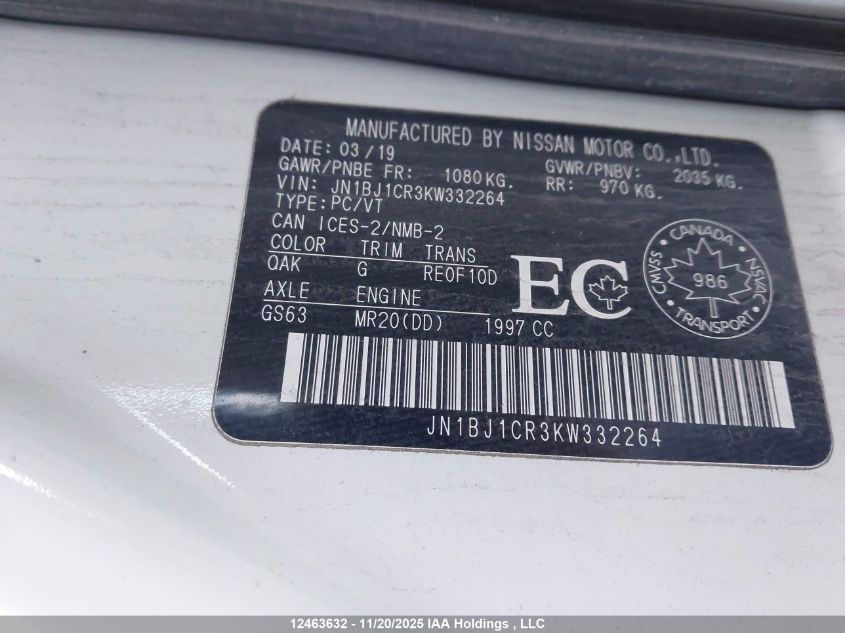 MANUFACTURED BY NISSAN MOTOR CO.,LTD.
DATE: 03/19
GAWR/PNBE FR: 1080 KG.
GVWR/PNBV: 2035 KG.
RR: 970 KG.
VIN: JN1BJ1CR3KW332264
TYPE: PC/VT
CAN ICES-2/NMB-2
COLOR TRIM TRANS
QAK G RE0F10D
AXLE ENGINE
GS63 MR20(DD) 1997 CC
EC
CANADA
CMVSS
NSVAC
986
TRANSPORT
JN1BJ1CR3KW332264
12463632 - 11/20/2025 IAA Holdings , LLC